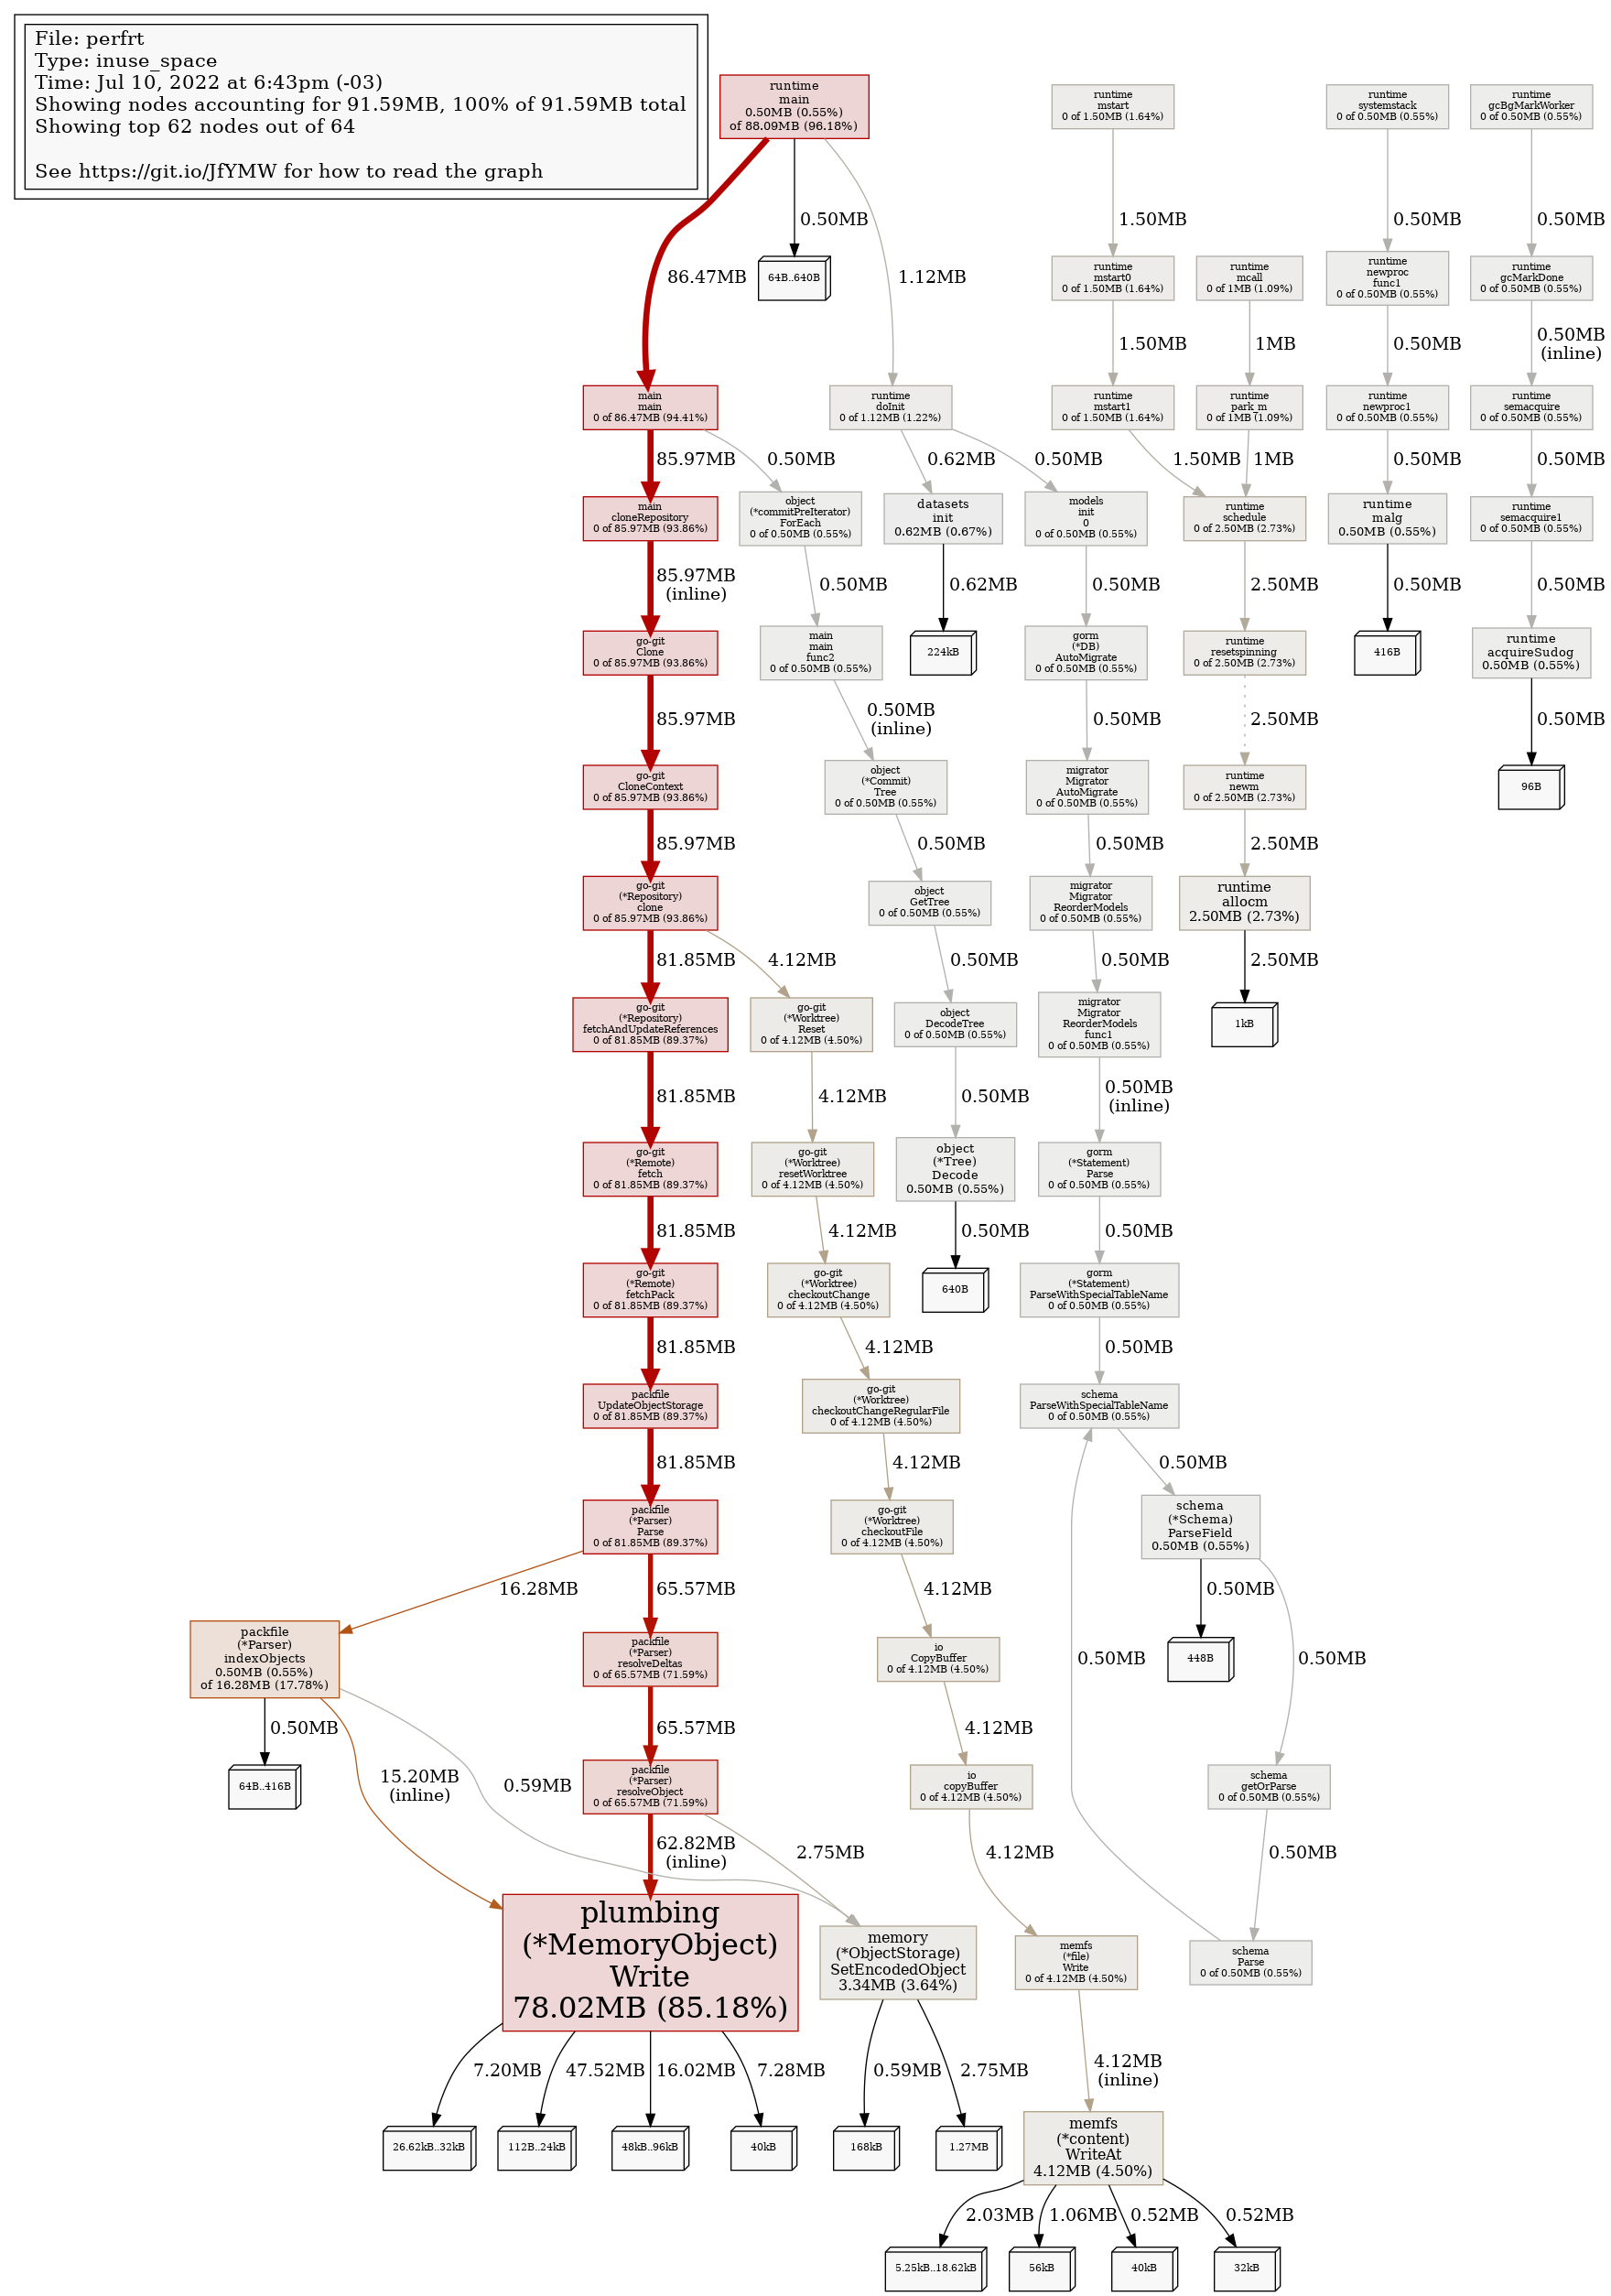 File: perfrt
Type: inuse_space
Time: Jul 10, 2022 at 6:43pm (-03)
Showing nodes accounting for 91.59MB, 100% of 91.59MB total
Showing top 62 nodes out of 64
See https://git.io/JfYMW for how to read the graph
runtime
main
0.50MB (0.55%)
of 88.09MB (96.18%)
runtime
mstart
0 of 1.50MB (1.64%)
runtime
systemstack
0 of 0.50MB (0.55%)
runtime
gcBgMarkWorker
0 of 0.50MB (0.55%)
86.47MB
0.50MB
1.12MB
1.50MB
0.50MB
0.50MB
64B..640B
runtime
mstart0
0 of 1.50MB (1.64%)
runtime
mcall
0 of 1MB (1.09%)
runtime
newproc
func1
0 of 0.50MB (0.55%)
runtime
gcMarkDone
0 of 0.50MB (0.55%)
1.50MB
1MB
0.50MB
0.50MB
(inline)
main
main
0 of 86.47MB (94.41%)
runtime
doInit
0 of 1.12MB (1.22%)
runtime
mstart1
0 of 1.50MB (1.64%)
runtime
park_m
0 of 1MB (1.09%)
runtime
newproc1
0 of 0.50MB (0.55%)
runtime
semacquire
0 of 0.50MB (0.55%)
85.97MB
0.50MB
0.62MB
0.50MB
1.50MB
1MB
0.50MB
0.50MB
main
cloneRepository
0 of 85.97MB (93.86%)
object
(*commitPreIterator)
ForEach
0 of 0.50MB (0.55%)
datasets
init
0.62MB (0.67%)
models
init
0
0 of 0.50MB (0.55%)
runtime
schedule
0 of 2.50MB (2.73%)
runtime
malg
0.50MB (0.55%)
runtime
semacquire1
0 of 0.50MB (0.55%)
85.97MB
(inline)
0.50MB
0.62MB
0.50MB
2.50MB
0.50MB
0.50MB
go-git
Clone
0 of 85.97MB (93.86%)
main
main
func2
0 of 0.50MB (0.55%)
224kB
gorm
(*DB)
AutoMigrate
0 of 0.50MB (0.55%)
runtime
resetspinning
0 of 2.50MB (2.73%)
416B
runtime
acquireSudog
0.50MB (0.55%)
85.97MB
0.50MB
(inline)
0.50MB
2.50MB
0.50MB
go-git
CloneContext
0 of 85.97MB (93.86%)
object
(*Commit)
Tree
0 of 0.50MB (0.55%)
migrator
Migrator
AutoMigrate
0 of 0.50MB (0.55%)
runtime
newm
0 of 2.50MB (2.73%)
96B
85.97MB
0.50MB
0.50MB
2.50MB
go-git
(*Repository)
clone
0 of 85.97MB (93.86%)
object
GetTree
0 of 0.50MB (0.55%)
migrator
Migrator
ReorderModels
0 of 0.50MB (0.55%)
runtime
allocm
2.50MB (2.73%)
81.85MB
4.12MB
0.50MB
0.50MB
2.50MB
go-git
(*Repository)
fetchAndUpdateReferences
0 of 81.85MB (89.37%)
go-git
(*Worktree)
Reset
0 of 4.12MB (4.50%)
object
DecodeTree
0 of 0.50MB (0.55%)
migrator
Migrator
ReorderModels
func1
0 of 0.50MB (0.55%)
1kB
81.85MB
4.12MB
0.50MB
0.50MB
(inline)
go-git
(*Remote)
fetch
0 of 81.85MB (89.37%)
go-git
(*Worktree)
resetWorktree
0 of 4.12MB (4.50%)
object
(*Tree)
Decode
0.50MB (0.55%)
gorm
(*Statement)
Parse
0 of 0.50MB (0.55%)
81.85MB
4.12MB
0.50MB
0.50MB
go-git
(*Remote)
fetchPack
0 of 81.85MB (89.37%)
go-git
(*Worktree)
checkoutChange
0 of 4.12MB (4.50%)
640B
gorm
(*Statement)
ParseWithSpecialTableName
0 of 0.50MB (0.55%)
81.85MB
4.12MB
0.50MB
packfile
UpdateObjectStorage
0 of 81.85MB (89.37%)
go-git
(*Worktree)
checkoutChangeRegularFile
0 of 4.12MB (4.50%)
schema
ParseWithSpecialTableName
0 of 0.50MB (0.55%)
81.85MB
4.12MB
0.50MB
packfile
(*Parser)
Parse
0 of 81.85MB (89.37%)
go-git
(*Worktree)
checkoutFile
0 of 4.12MB (4.50%)
schema
(*Schema)
ParseField
0.50MB (0.55%)
16.28MB
65.57MB
4.12MB
0.50MB
packfile
(*Parser)
indexObjects
0.50MB (0.55%)
of 16.28MB (17.78%)
packfile
(*Parser)
resolveDeltas
0 of 65.57MB (71.59%)
io
CopyBuffer
0 of 4.12MB (4.50%)
0.50MB
448B
0.50MB
0.50MB
65.57MB
4.12MB
64B..416B
15.20MB
(inline)
0.59MB
packfile
(*Parser)
resolveObject
0 of 65.57MB (71.59%)
io
copyBuffer
0 of 4.12MB (4.50%)
schema
getOrParse
0 of 0.50MB (0.55%)
62.82MB
(inline)
2.75MB
4.12MB
0.50MB
plumbing
(*MemoryObject)
Write
78.02MB (85.18%)
memory
(*ObjectStorage)
SetEncodedObject
3.34MB (3.64%)
memfs
(*file)
Write
0 of 4.12MB (4.50%)
schema
Parse
0 of 0.50MB (0.55%)
7.20MB
47.52MB
16.02MB
7.28MB
0.59MB
2.75MB
4.12MB
(inline)
26.62kB..32kB
112B..24kB
48kB..96kB
40kB
168kB
1.27MB
memfs
(*content)
WriteAt
4.12MB (4.50%)
2.03MB
1.06MB
0.52MB
0.52MB
5.25kB..18.62kB
56kB
40kB
32kB